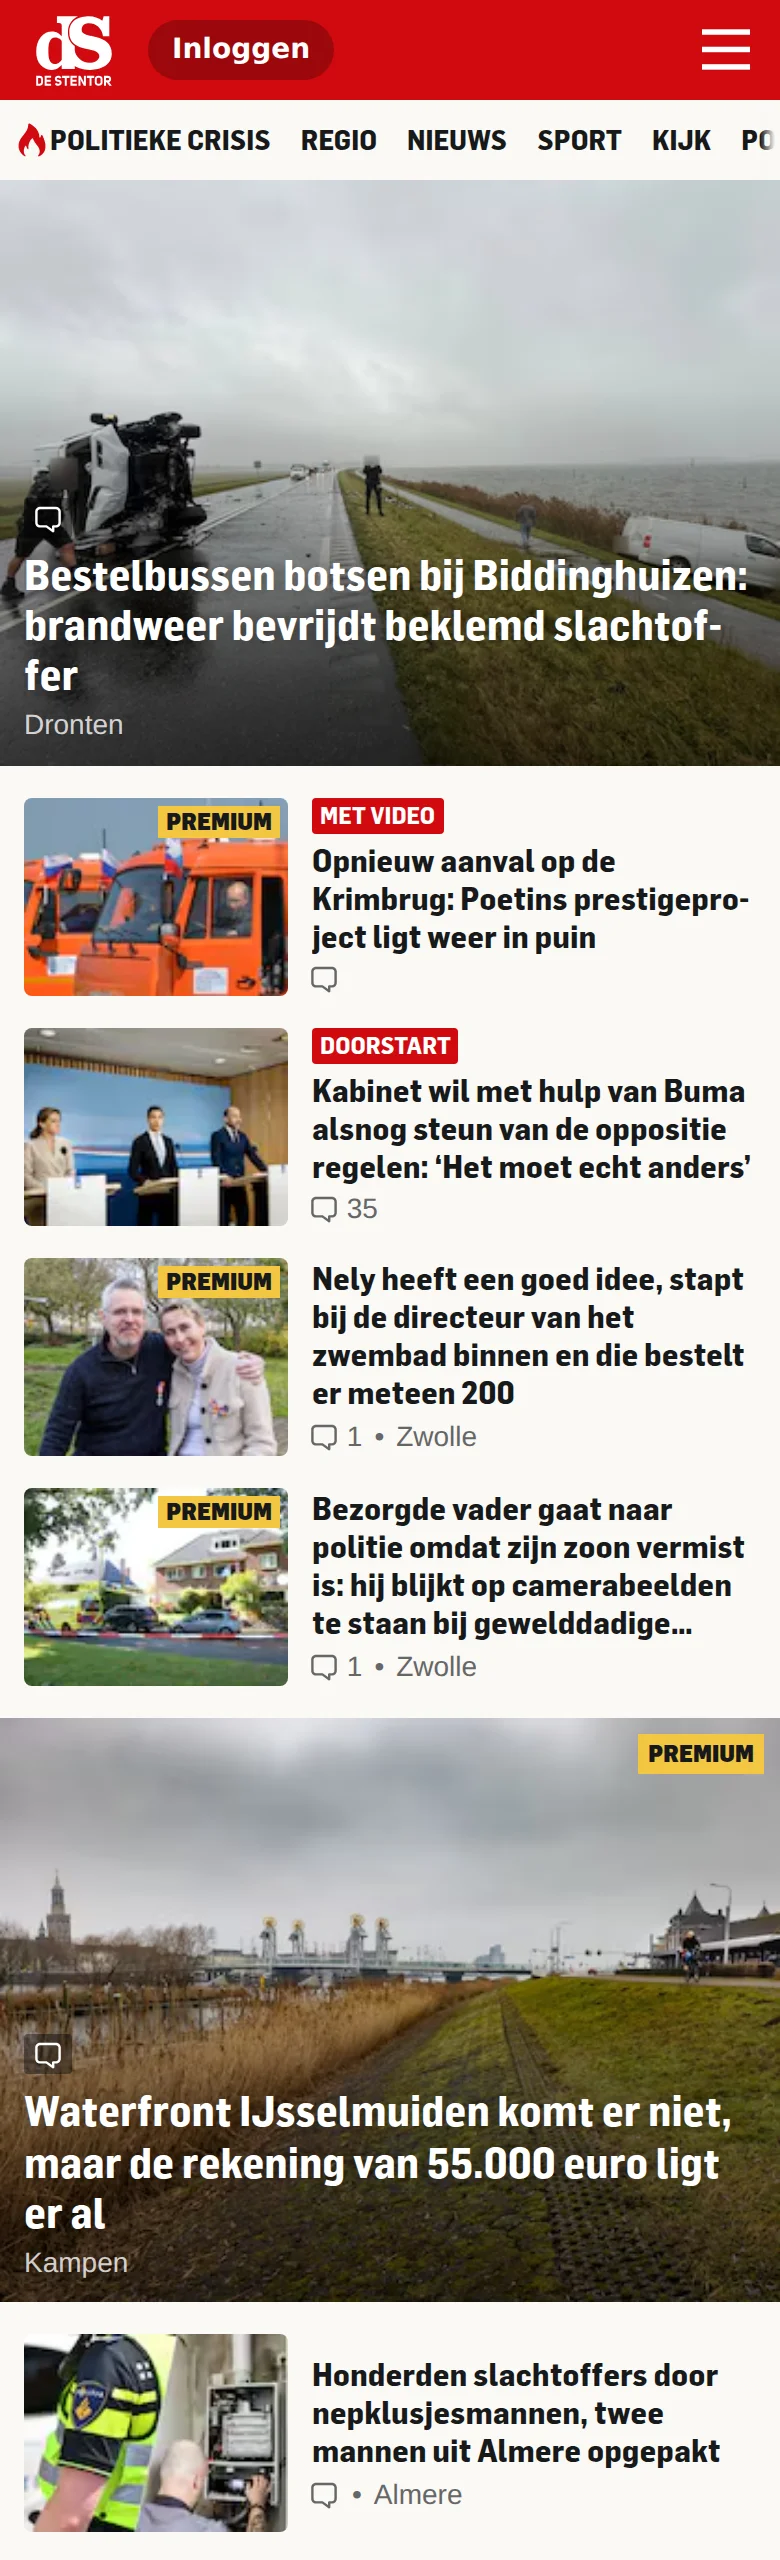 dS
DE STENTOR
Inloggen
POLITIEKE CRISIS REGIO NIEUWS SPORT KIJK PO
Bestelbussen botsen bij Biddinghuizen:
brandweer bevrijdt beklemd slachtof-
fer
Dronten
PREMIUM
MET VIDEO
Opnieuw aanval op de
Krimbrug: Poetins prestigepro-
ject ligt weer in puin
DOORSTART
Kabinet wil met hulp van Buma
alsnog steun van de oppositie
regelen: ‘Het moet echt anders’
35
PREMIUM
Nely heeft een goed idee, stapt
bij de directeur van het
zwembad binnen en die bestelt
er meteen 200
1 • Zwolle
PREMIUM
Bezorgde vader gaat naar
politie omdat zijn zoon vermist
is: hij blijkt op camerabeelden
te staan bij gewelddadige...
1 • Zwolle
PREMIUM
Waterfront IJsselmuiden komt er niet,
maar de rekening van 55.000 euro ligt
er al
Kampen
Honderden slachtoffers door
nepklusjesmannen, twee
mannen uit Almere opgepakt
• Almere